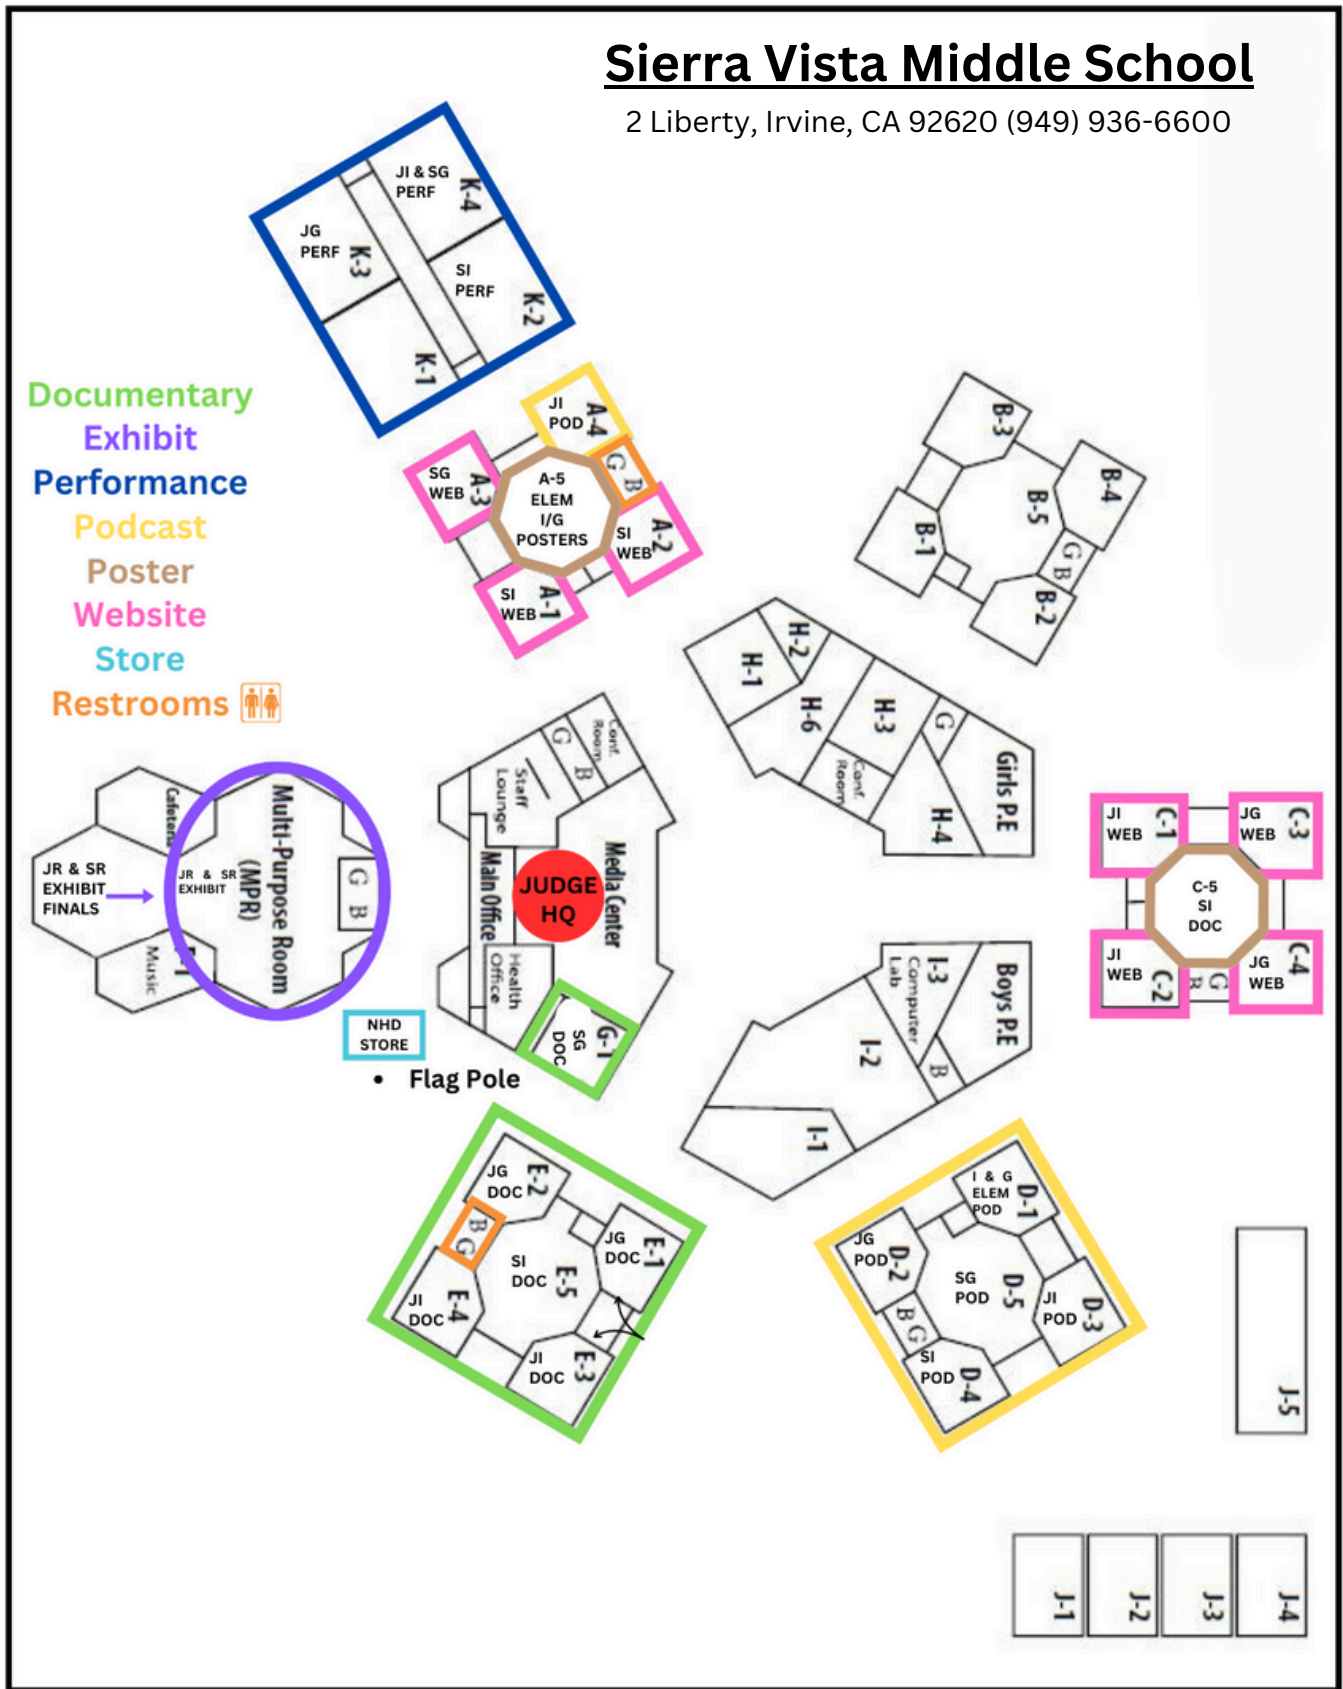 Sierra Vista Middle School
2 Liberty, Irvine, CA 92620 (949) 936-6600
JI & SG
PERF
K-4
JG
PERF
K-3
SI
PERF
K-2
K-1
Documentary
Exhibit
Performance
Podcast
Poster
Website
Store
Restrooms
JI
POD
A-4
G
B
SG
WEB
A-3
A-5
ELEM
I/G
POSTERS
SI
WEB
A-2
SI
WEB
A-1
B-3
B-4
B-5
B-1
G
B
B-2
H-1
H-2
H-6
H-3
G
Conf.
Room
H-4
Girls P.E
Conf.
Room
G
B
Staff
Lounge
Main Office
Media Center
JUDGE
HQ
Health
Office
G-1
SG
DOC
Cafeteria
Multi-Purpose Room
(MPR)
G
B
JR & SR
EXHIBIT
FINALS
JR & SR
EXHIBIT
Music
NHD
STORE
• Flag Pole
JI
WEB
C-1
JG
WEB
C-3
C-5
SI
DOC
JI
WEB
C-2
B
G
JG
WEB
C-4
I-3
Computer
Lab
Boys P.E
B
I-2
I-1
JG
DOC
E-2
B
G
SI
DOC
E-5
JG
DOC
E-1
JI
DOC
E-4
JI
DOC
E-3
I & G
ELEM
POD
D-1
JG
POD
D-2
SG
POD
D-5
JI
POD
D-3
B
G
SI
POD
D-4
J-5
J-1
J-2
J-3
J-4